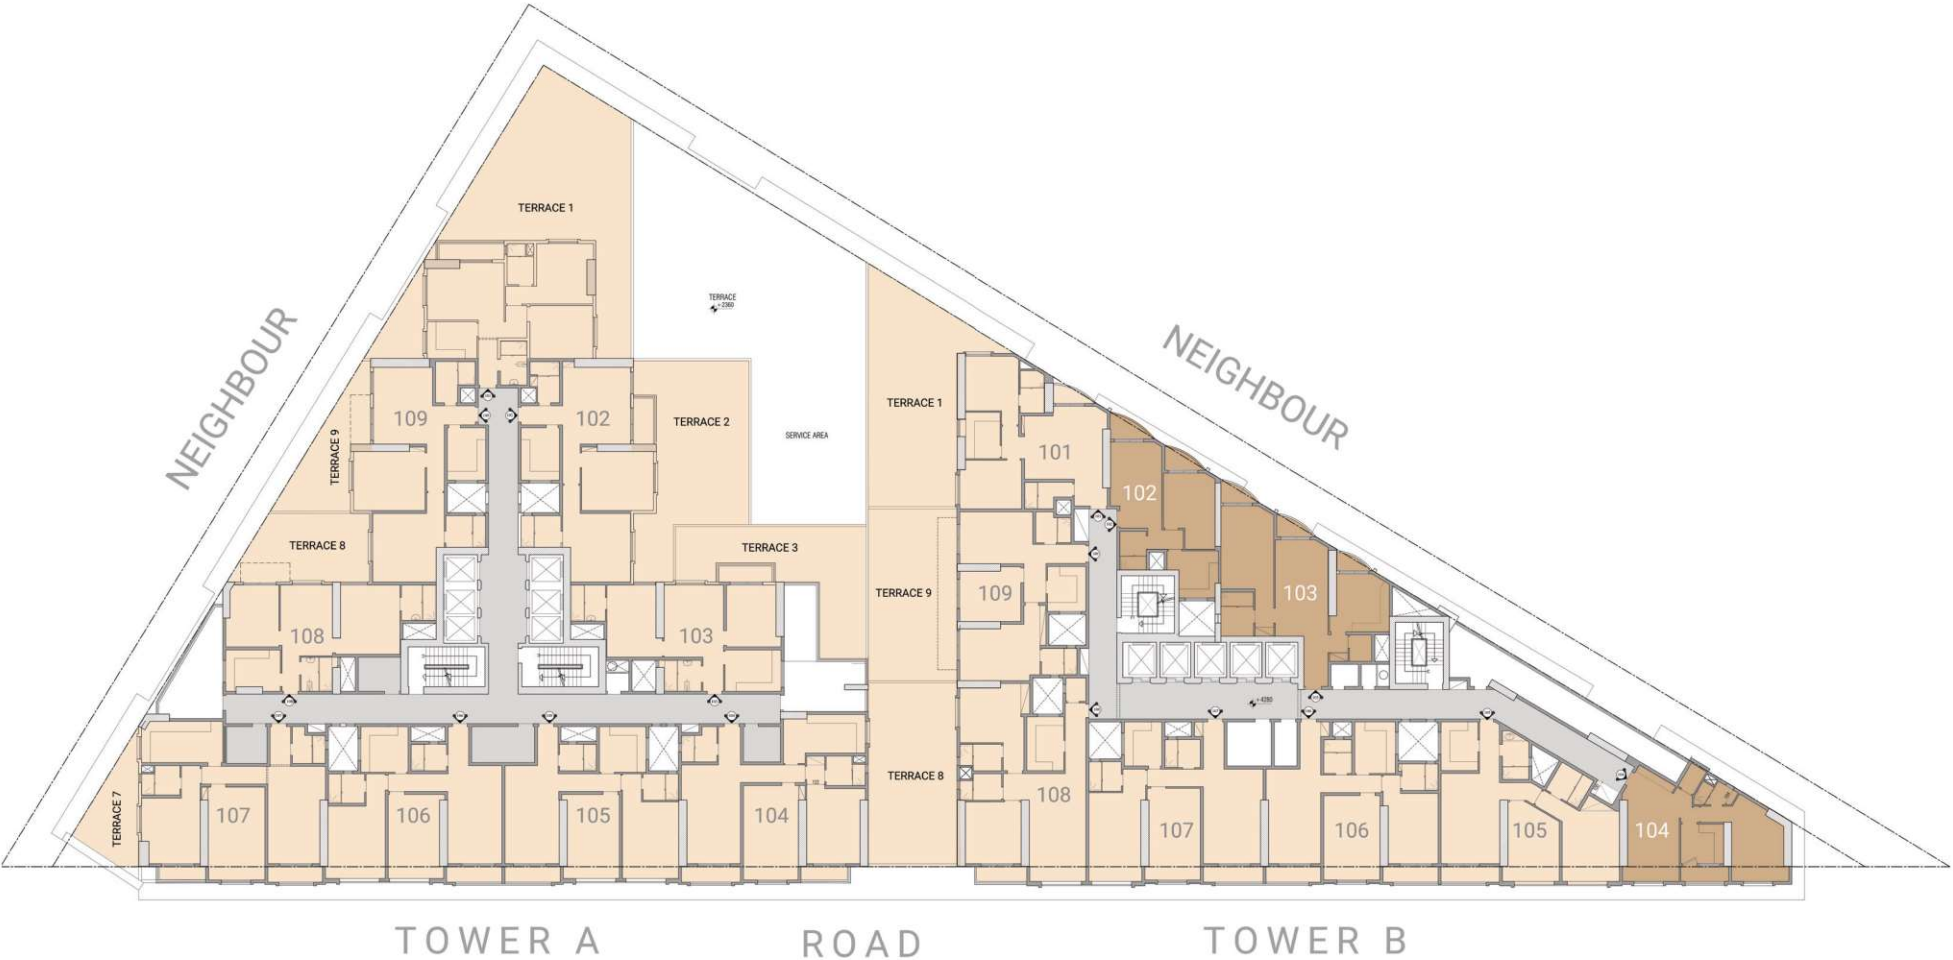 TERRACE 1
TERRACE
+2360
NEIGHBOUR
NEIGHBOUR
TERRACE 1
109
102
TERRACE 2
SERVICE AREA
TERRACE 9
101
102
TERRACE 8
TERRACE 3
TERRACE 9
109
103
108
103
+4280
TERRACE 7
107
106
105
104
TERRACE 8
108
107
106
105
104
TOWER A
ROAD
TOWER B